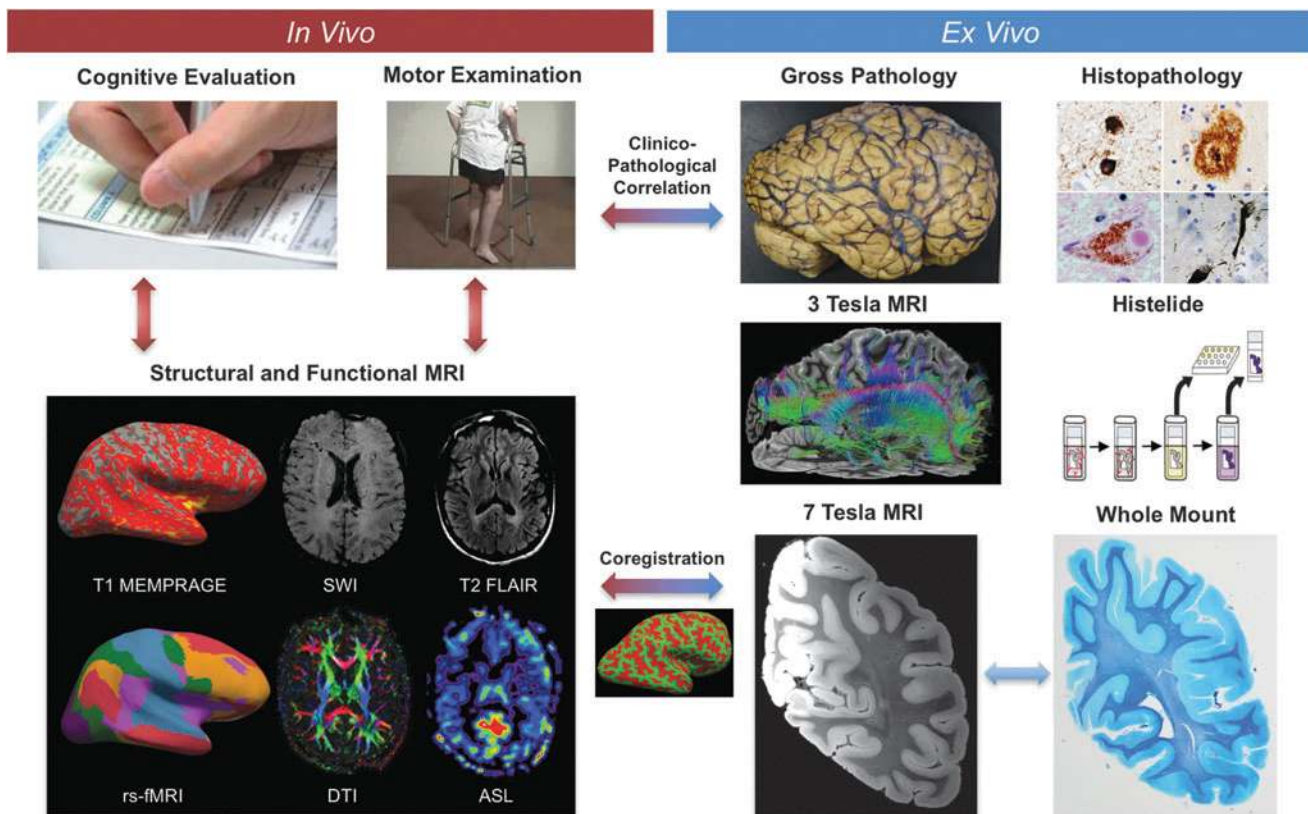 In Vivo
Ex Vivo
Cognitive Evaluation
Motor Examination
Gross Pathology
Histopathology
Clinico-
Pathological
Correlation
3 Tesla MRI
Histelide
Structural and Functional MRI
T1 MEMPRAGE
SWI
T2 FLAIR
7 Tesla MRI
Whole Mount
Coregistration
rs-fMRI
DTI
ASL